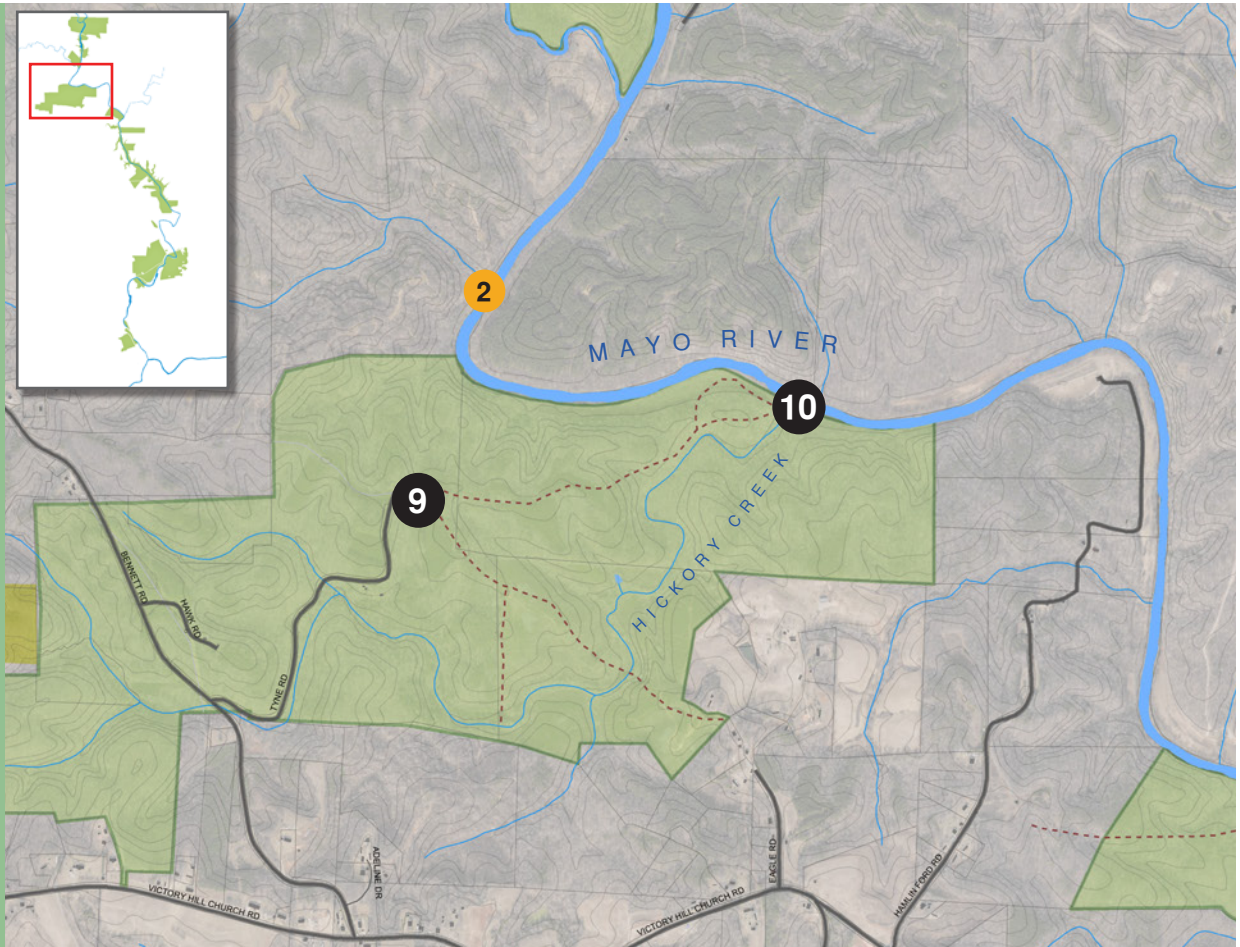 2
MAYO RIVER
10
9
HICKORY CREEK
BENNETT RD
HAWK RD
TYNE RD
ADELINE DR
EAGLE RD
VICTORY HILL CHURCH RD
VICTORY HILL CHURCH RD
HAMLIN FORD RD